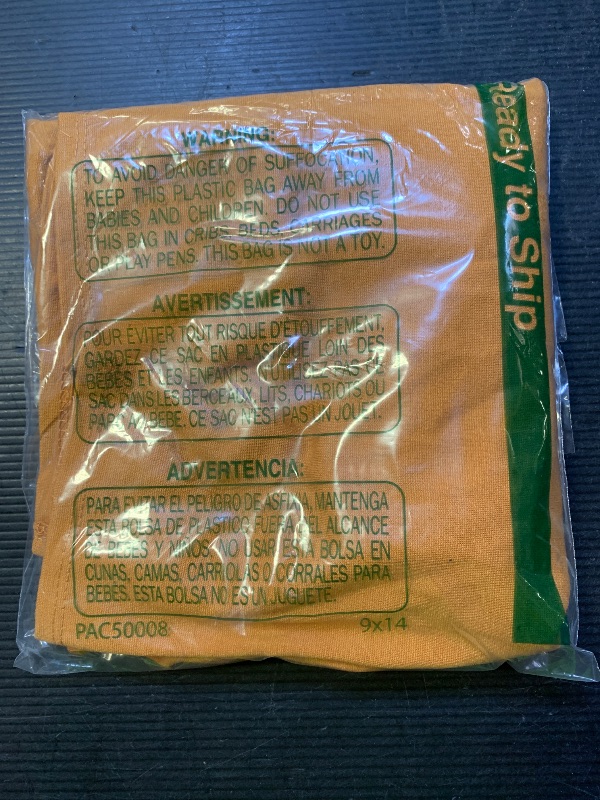 WARNING:
TO AVOID DANGER OF SUFFOCATION,
KEEP THIS PLASTIC BAG AWAY FROM
BABIES AND CHILDREN. DO NOT USE
THIS BAG IN CRIBS, BEDS, CARRIAGES
OR PLAY PENS. THIS BAG IS NOT A TOY.
AVERTISSEMENT:
POUR ÉVITER TOUT RISQUE D'ÉTOUFFEMENT,
GARDEZ CE SAC EN PLASTIQUE LOIN DES
BÉBÉS ET LES ENFANTS.
SAC DANS LES BERCEAUX, LITS, CHARIOTS OU
BÉBÉ. CE SAC N'EST PAS UN JOUET.
ADVERTENCIA:
PARA EVITAR EL PELIGRO DE ASFIXIA, MANTENGA
ESTA BOLSA DE PLASTICO FUERA DEL ALCANCE
DE BEBES Y NIÑOS. NO USAR ESTA BOLSA EN
CUNAS, CAMAS, CARRIOLAS O CORRALES PARA
BEBES. ESTA BOLSA NO ES UN JUGUETE.
PAC50008
9x14
Ready to Ship